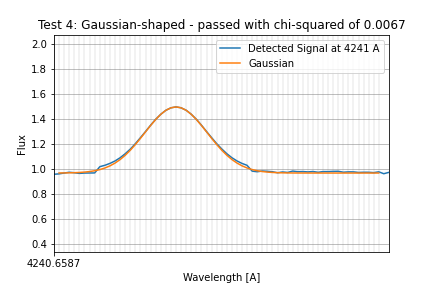 Test 4: Gaussian-shaped - passed with chi-squared of 0.0067
2.0
1.8
1.6
1.4
1.2
1.0
0.8
0.6
0.4
Flux
Detected Signal at 4241 A
Gaussian
4240.6587
Wavelength [A]